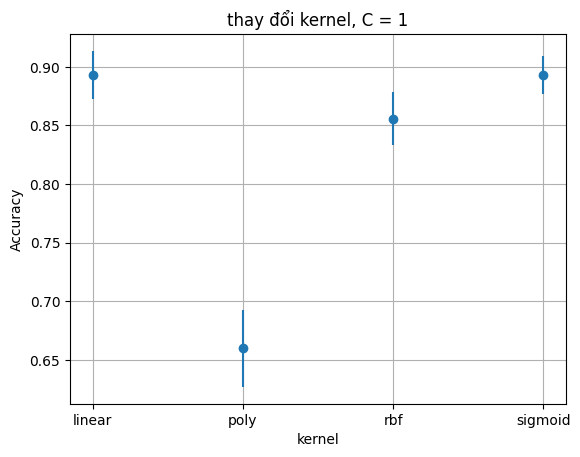 thay đổi kernel, C = 1
Accuracy
0.90
0.85
0.80
0.75
0.70
0.65
linear
poly
rbf
sigmoid
kernel